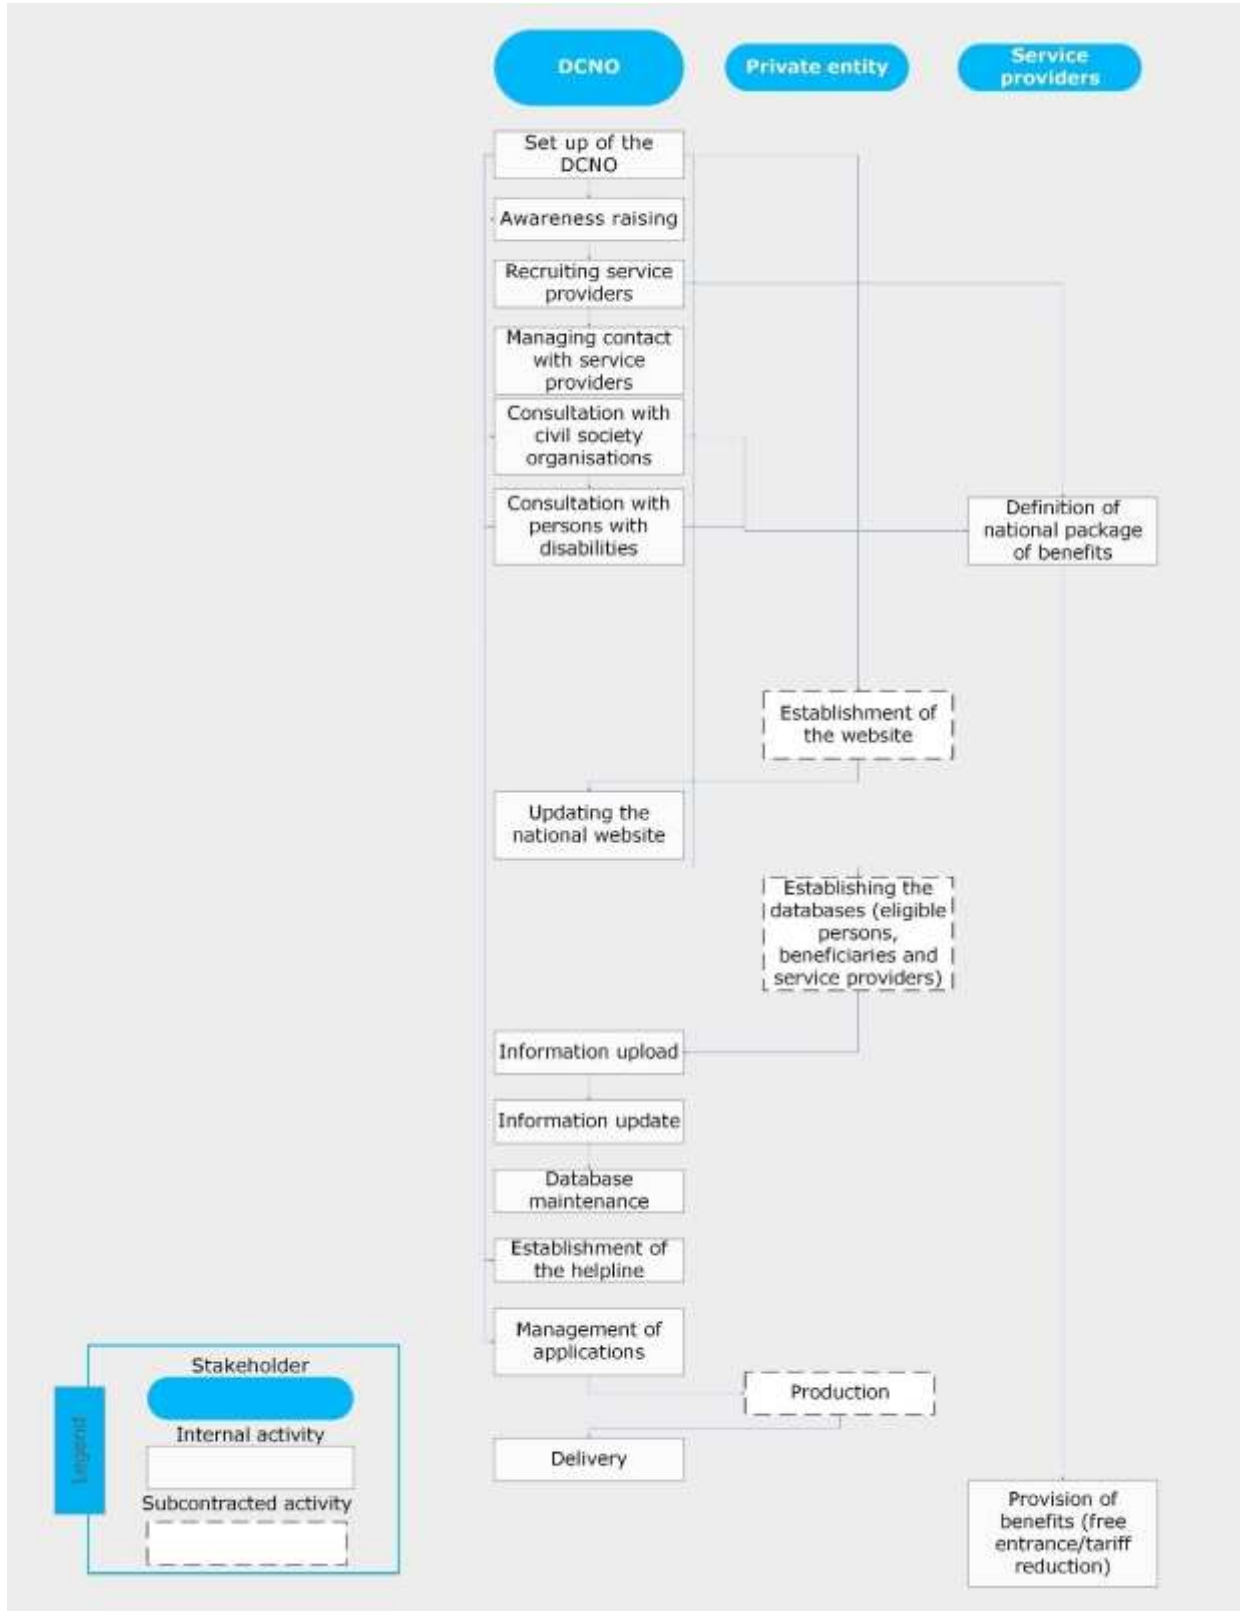 DCNO
Private entity
Service
providers
Set up of the
DCNO
Awareness raising
Recruiting service
providers
Managing contact
with service
providers
Consultation with
civil society
organisations
Consultation with
persons with
disabilities
Definition of
national package
of benefits
Establishment of
the website
Updating the
national website
Establishing the
databases (eligible
persons,
beneficiaries and
service providers)
Information upload
Information update
Database
maintenance
Establishment of
the helpline
Management of
applications
Production
Delivery
Provision of
benefits (free
entrance/tariff
reduction)
Legend
Stakeholder
Internal activity
Subcontracted activity